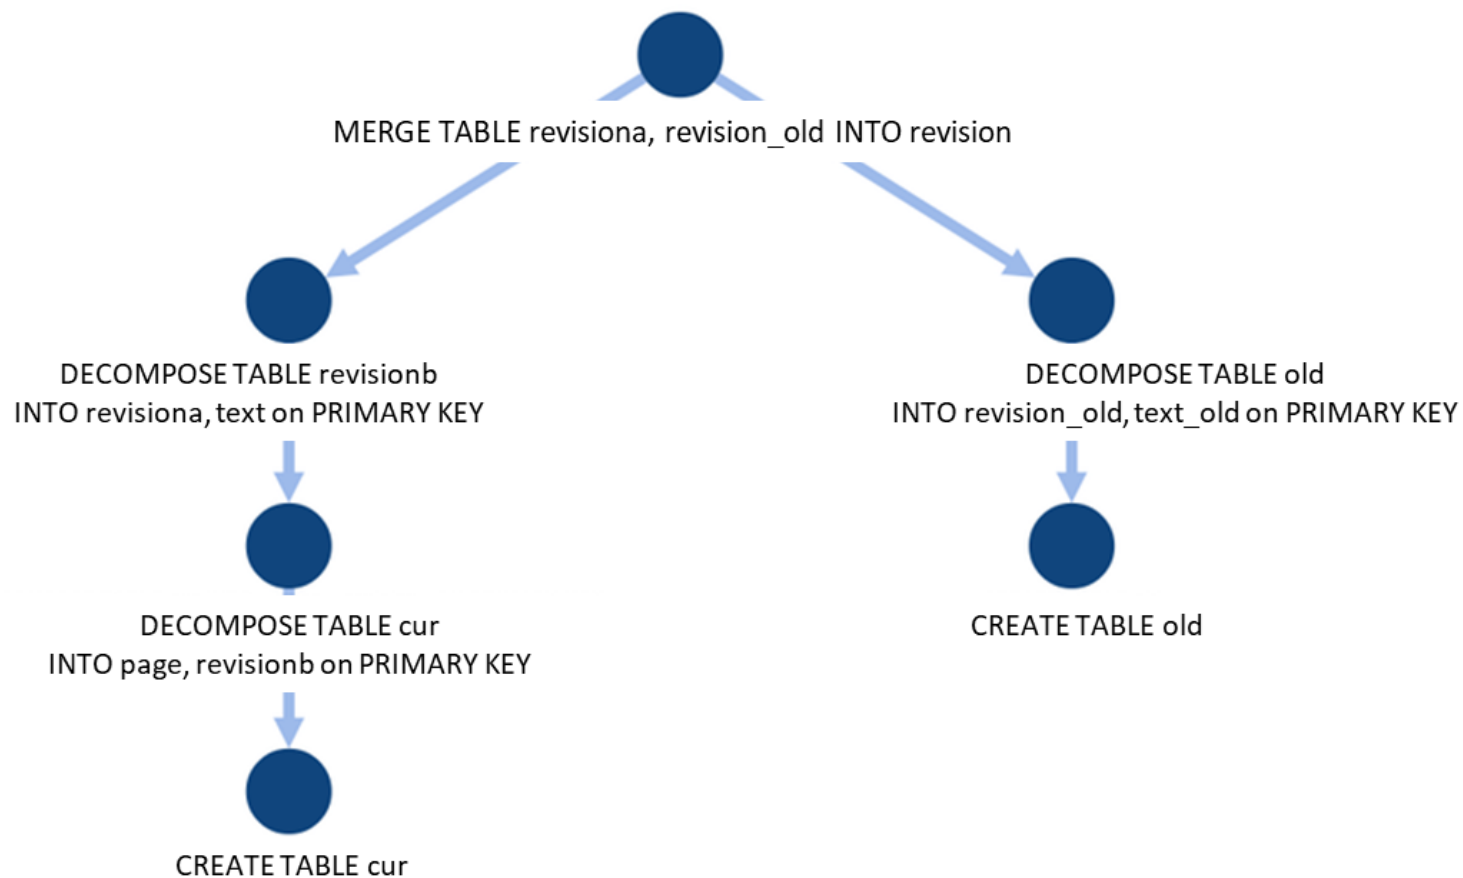 MERGE TABLE revisiona, revision_old INTO revision
DECOMPOSE TABLE revisionb
INTO revisiona, text on PRIMARY KEY
DECOMPOSE TABLE old
INTO revision_old, text_old on PRIMARY KEY
DECOMPOSE TABLE cur
INTO page, revisionb on PRIMARY KEY
CREATE TABLE old
CREATE TABLE cur